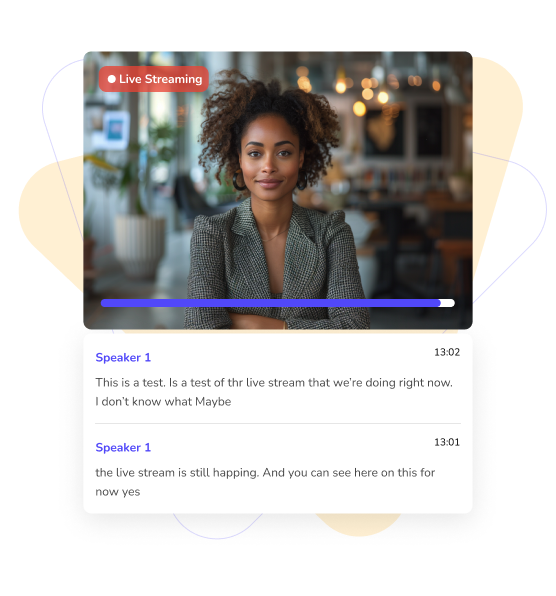 Live Streaming
Speaker 1
13:02
This is a test. Is a test of thr live stream that we're doing right now.
I don't know what Maybe
Speaker 1
13:01
the live stream is still happing. And you can see here on this for
now yes